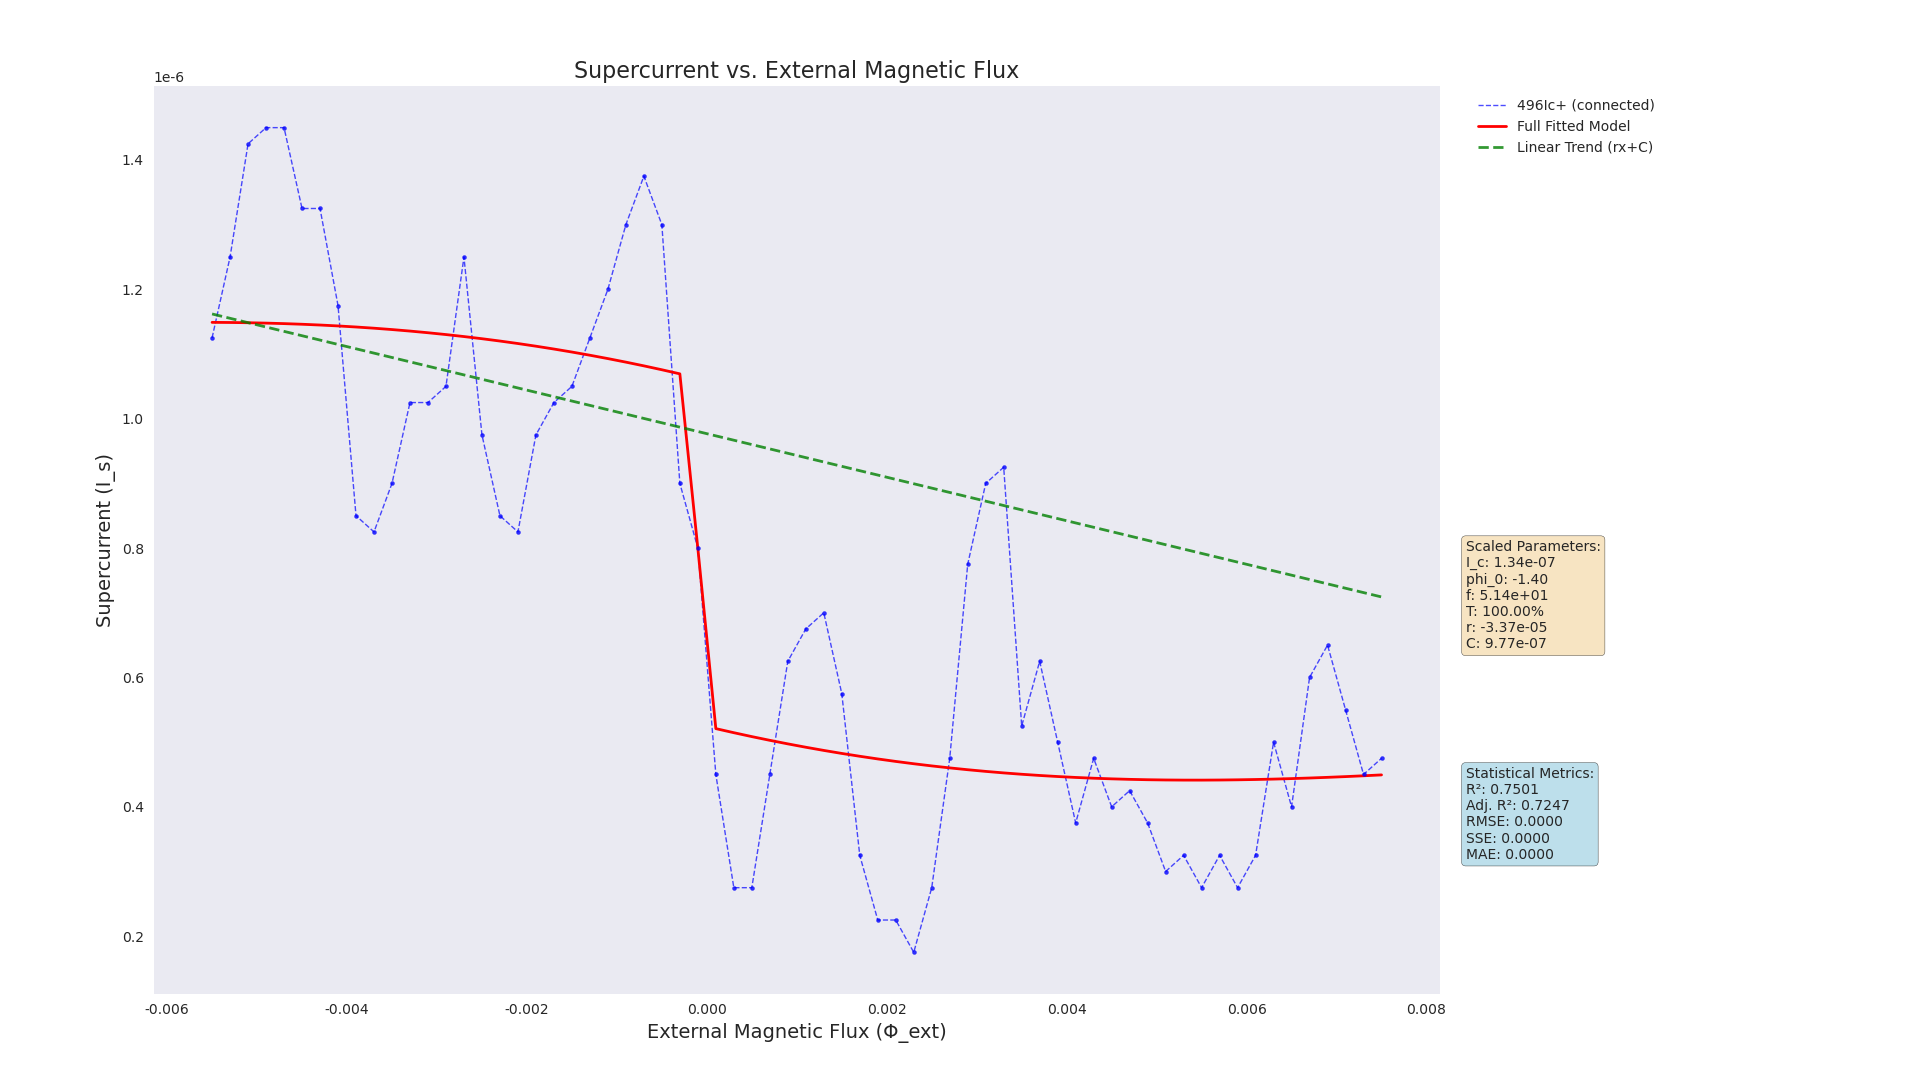 Supercurrent vs. External Magnetic Flux
1e-6
496Ic+ (connected)
Full Fitted Model
Linear Trend (rx+C)
1.4
1.2
1.0
0.8
0.6
0.4
0.2
Supercurrent (I_s)
-0.006
-0.004
-0.002
0.000
0.002
0.004
0.006
0.008
External Magnetic Flux (Φ_ext)
Scaled Parameters:
I_c: 1.34e-07
phi_0: -1.40
f: 5.14e+01
T: 100.00%
r: -3.37e-05
C: 9.77e-07
Statistical Metrics:
R²: 0.7501
Adj. R²: 0.7247
RMSE: 0.0000
SSE: 0.0000
MAE: 0.0000